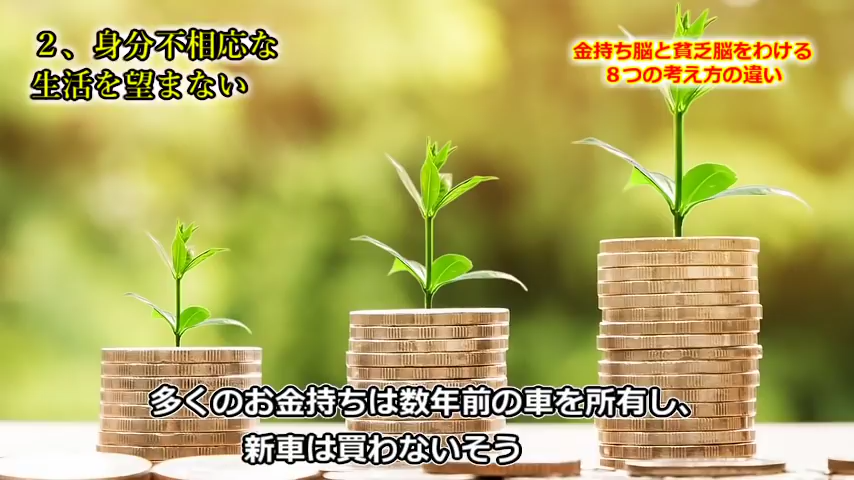 ２、身分不相応な
生活を望まない
金持ち脳と貧乏脳をわける
８つの考え方の違い
多くのお金持ちは数年前の車を所有し、
新車は買わないそう